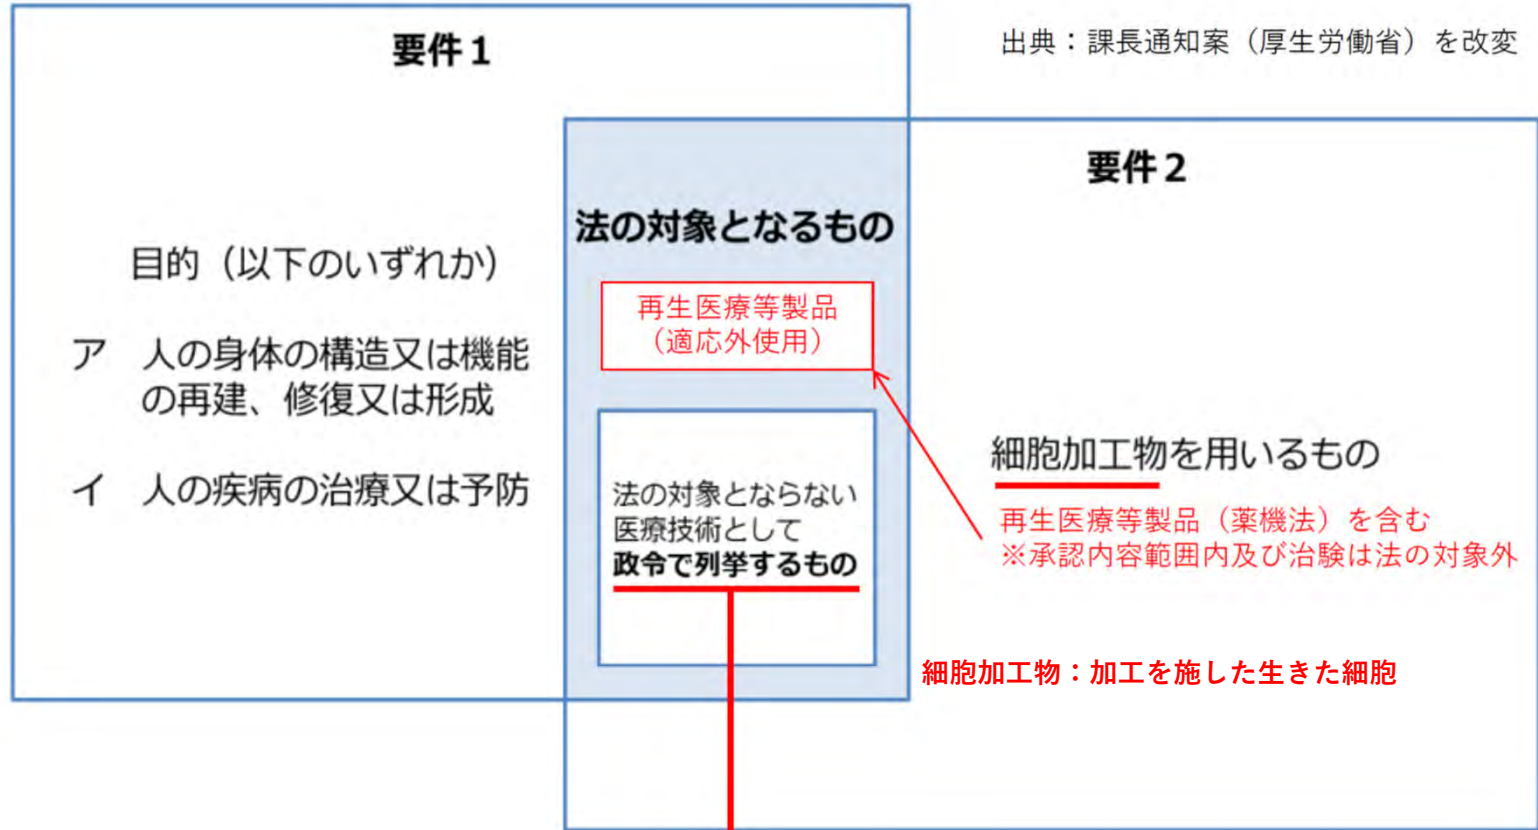 要件１
出典：課長通知案（厚生労働省）を改変
要件２
法の対象となるもの
目的（以下のいずれか）
ア　人の身体の構造又は機能
の再建、修復又は形成
イ　人の疾病の治療又は予防
再生医療等製品
（適応外使用）
法の対象とならない
医療技術として
政令で列挙するもの
細胞加工物を用いるもの
再生医療等製品（薬機法）を含む
※承認内容範囲内及び治験は法の対象外
細胞加工物：加工を施した生きた細胞